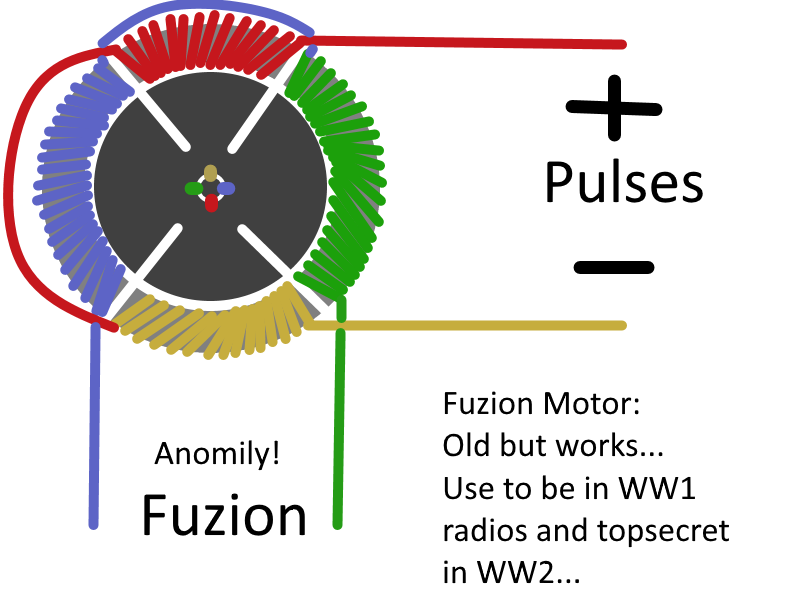 +
Pulses
−
Fuzion Motor:
Old but works...
Use to be in WW1
radios and topsecret
in WW2...
Anomily!
Fuzion